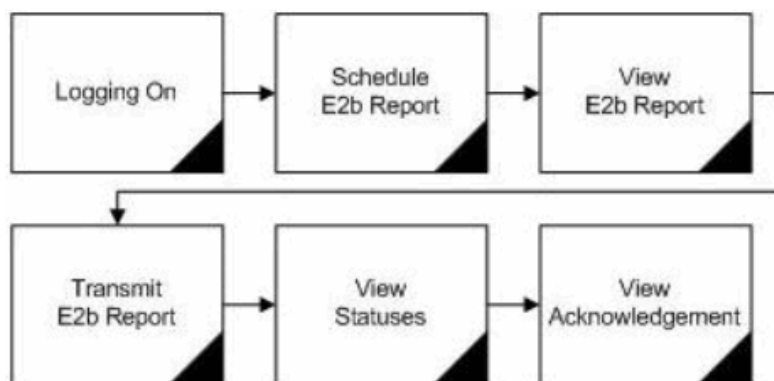 Logging On
Schedule
E2b Report
View
E2b Report
Transmit
E2b Report
View
Statuses
View
Acknowledgement